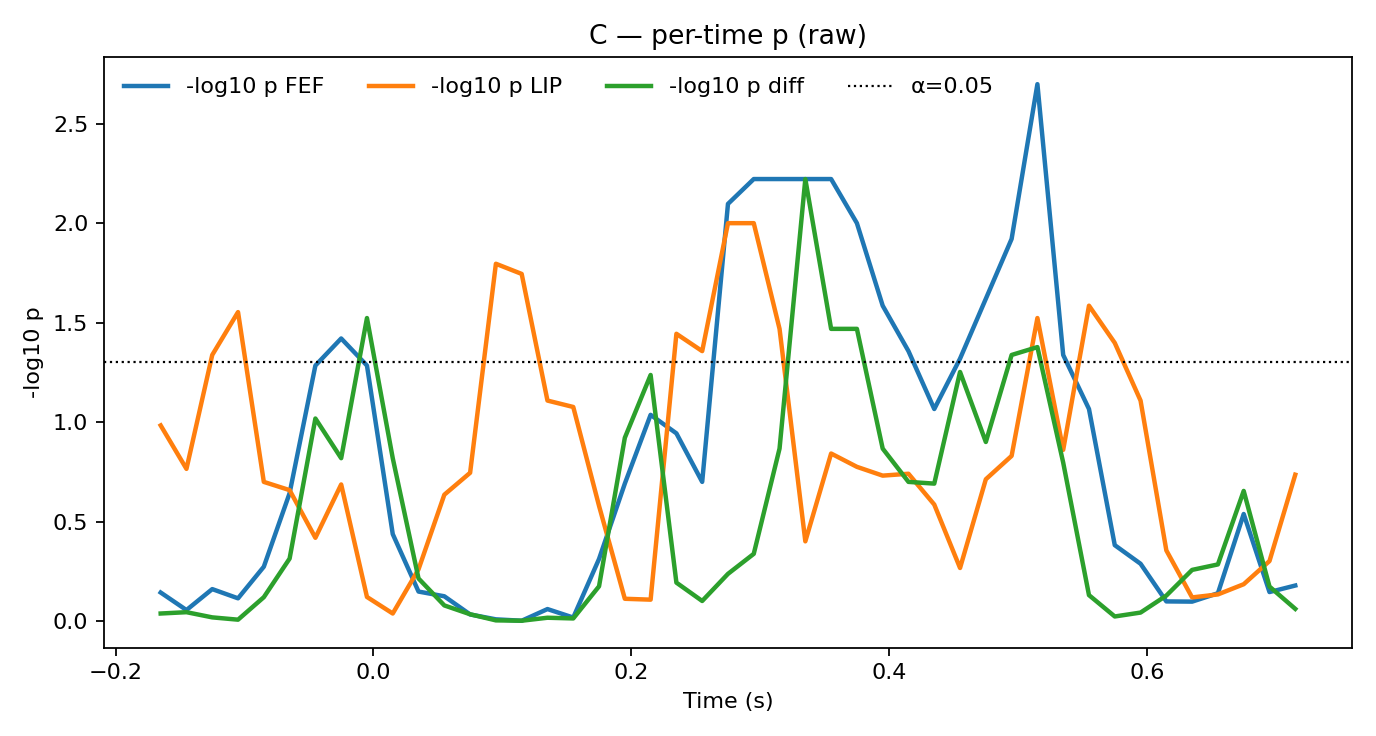 C — per-time p (raw)
-log10 p FEF
-log10 p LIP
-log10 p diff
α=0.05
-log10 p
2.5
2.0
1.5
1.0
0.5
0.0
−0.2
0.0
0.2
0.4
0.6
Time (s)